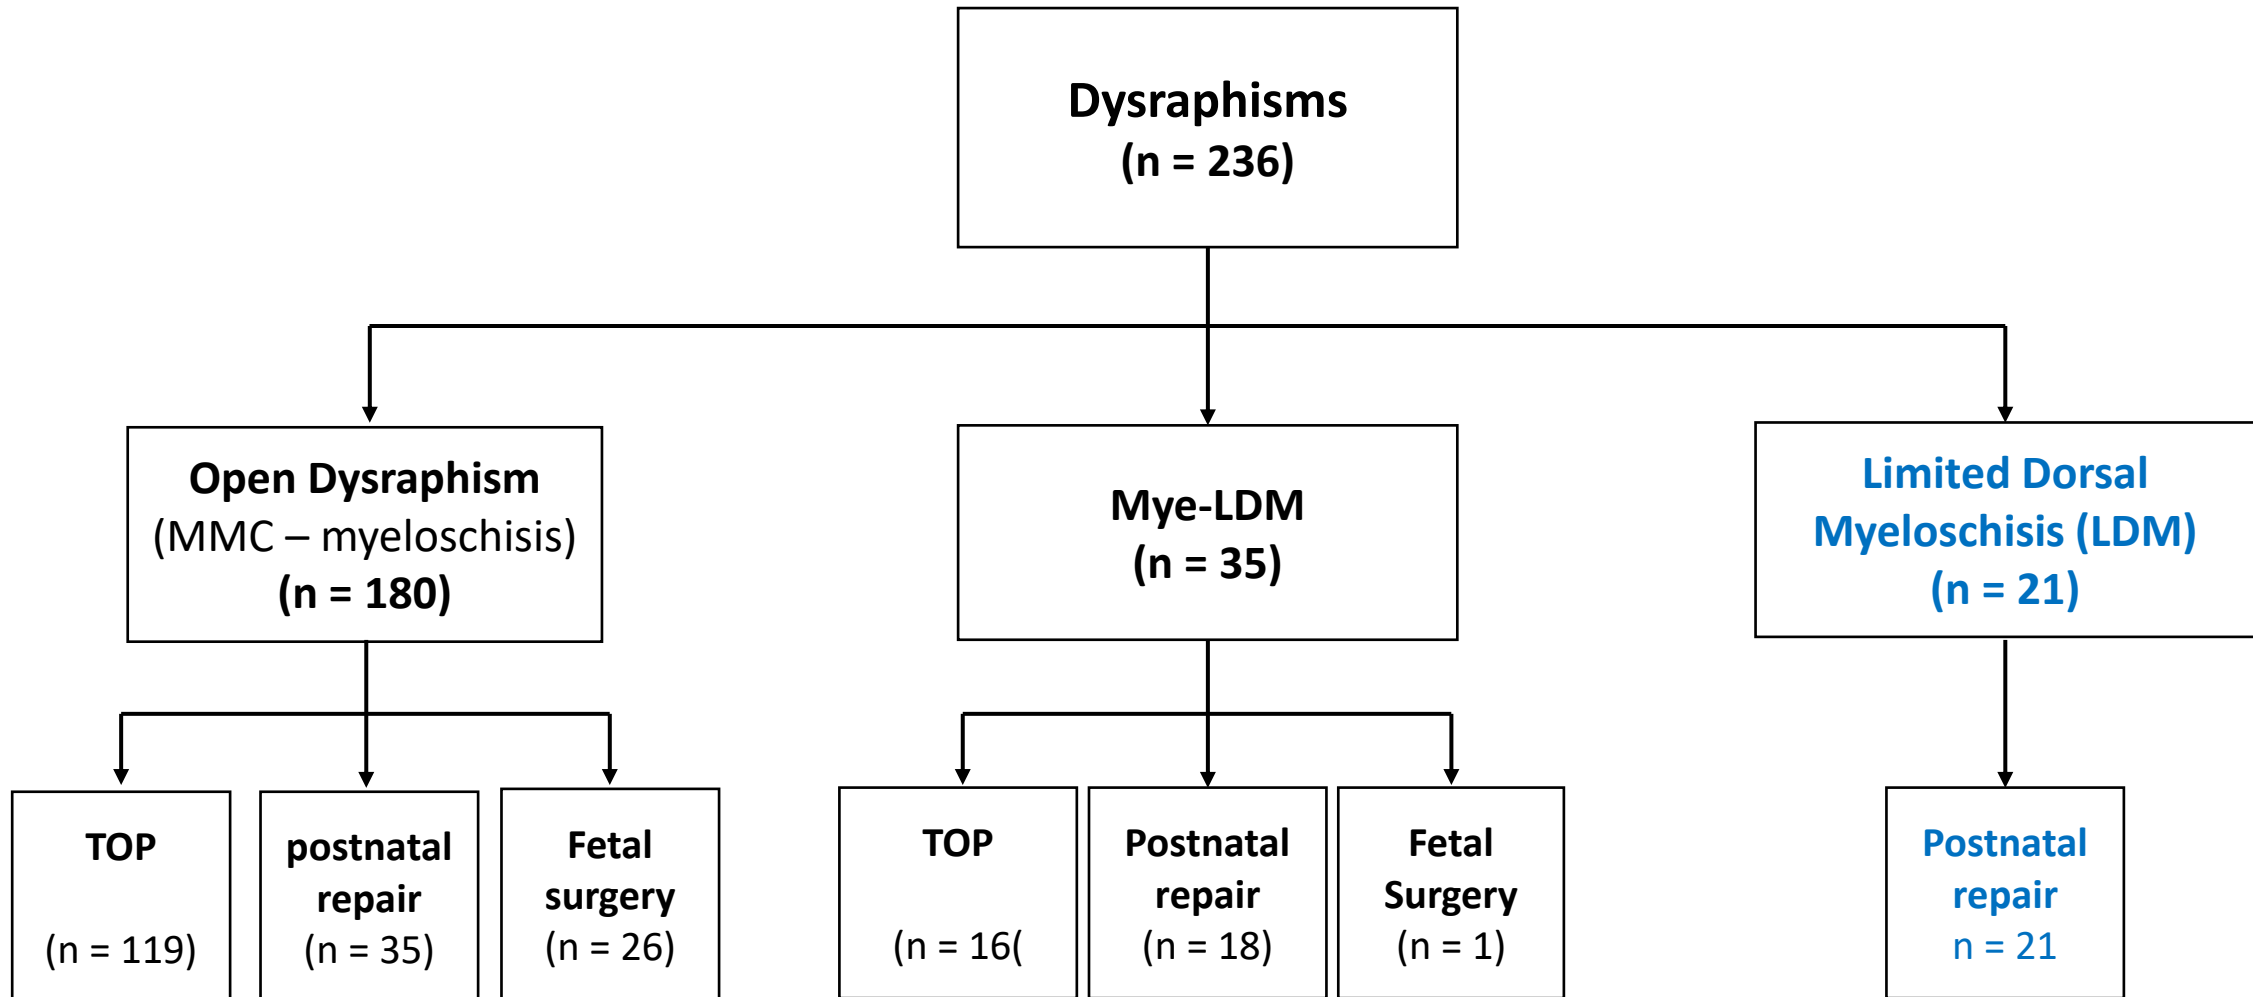 Dysraphisms
(n = 236)
Open Dysraphism
(MMC – myeloschisis)
(n = 180)
Mye-LDM
(n = 35)
Limited Dorsal
Myeloschisis (LDM)
(n = 21)
TOP
(n = 119)
postnatal
repair
(n = 35)
Fetal
surgery
(n = 26)
TOP
(n = 16(
Postnatal
repair
(n = 18)
Fetal
Surgery
(n = 1)
Postnatal
repair
n = 21